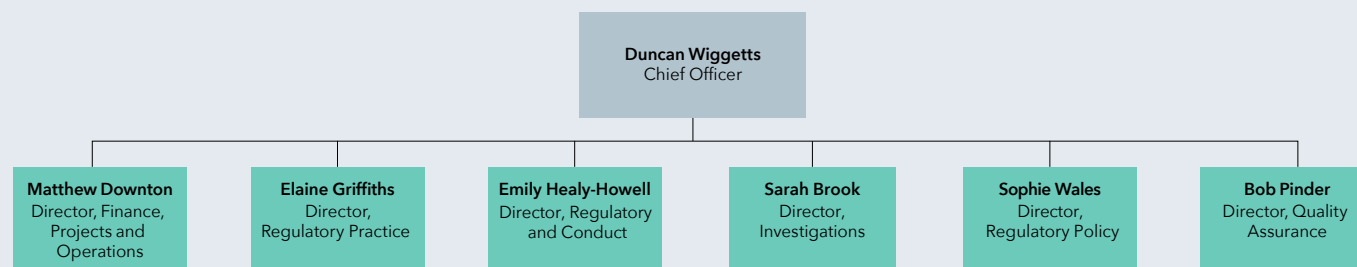 Duncan Wiggetts
Chief Officer
Matthew Downton
Director, Finance,
Projects and
Operations
Elaine Griffiths
Director,
Regulatory Practice
Emily Healy-Howell
Director, Regulatory
and Conduct
Sarah Brook
Director,
Investigations
Sophie Wales
Director,
Regulatory Policy
Bob Pinder
Director, Quality
Assurance